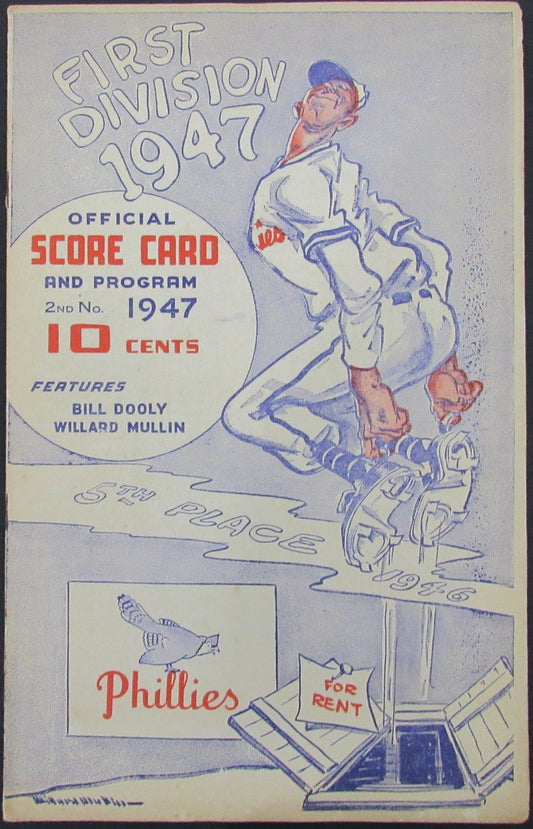 FIRST
DIVISION
1947
OFFICIAL
SCORE CARD
AND PROGRAM
2ND No. 1947
10 CENTS
FEATURES
BILL DOOLY
WILLARD MULLIN
5TH PLACE
1946
Phillies
FOR
RENT